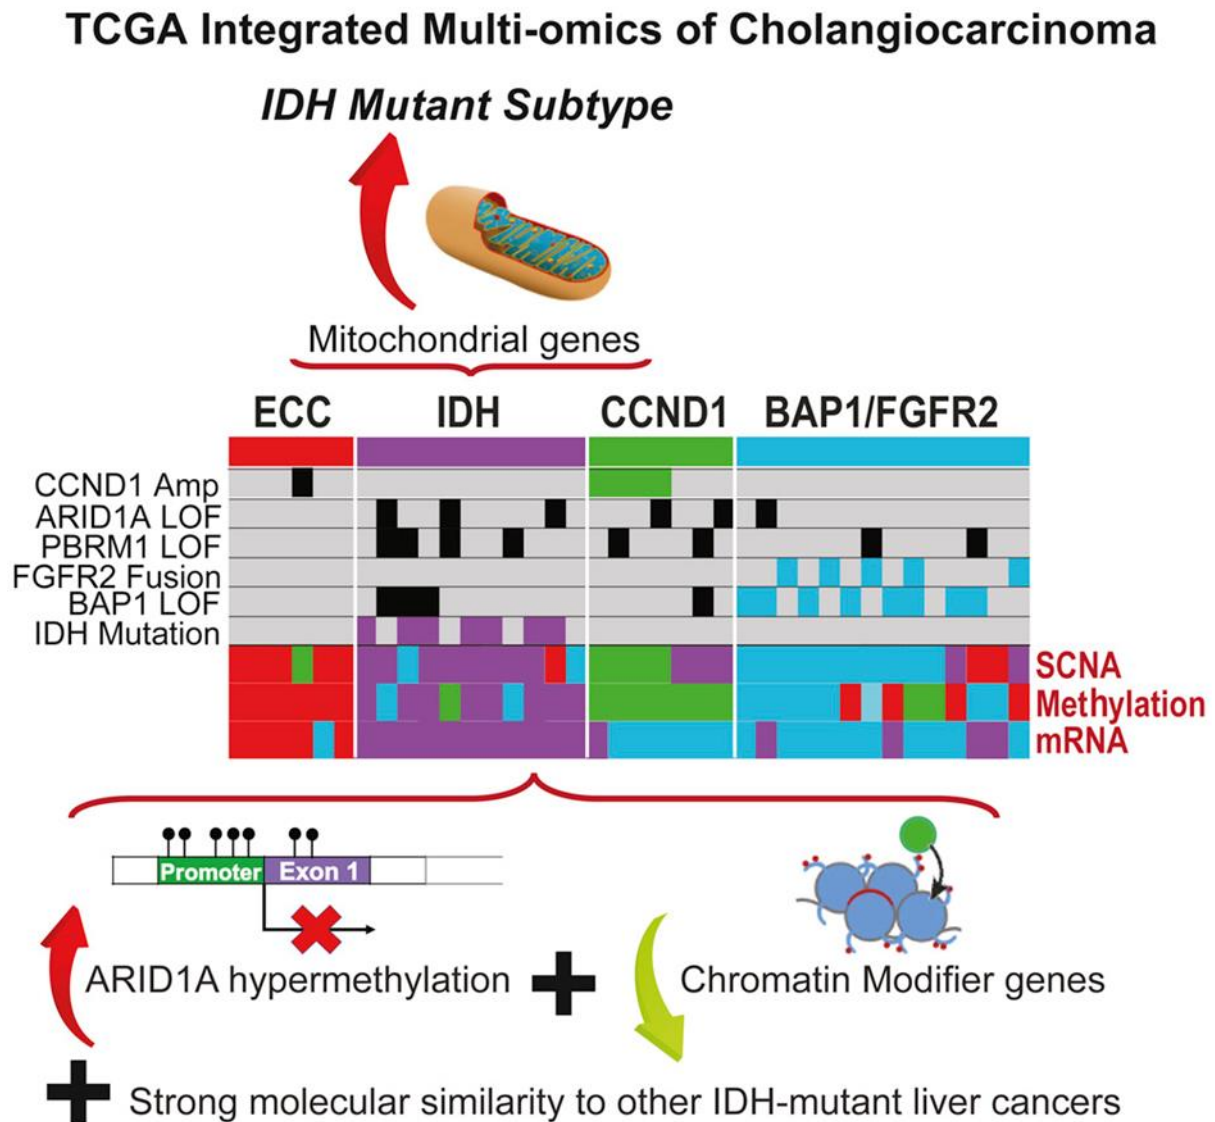 TCGA Integrated Multi-omics of Cholangiocarcinoma
IDH Mutant Subtype
Mitochondrial genes
ECC IDH CCND1 BAP1/FGFR2
CCND1 Amp
ARID1A LOF
PBRM1 LOF
FGFR2 Fusion
BAP1 LOF
IDH Mutation
SCNA
Methylation
mRNA
Promoter Exon 1
ARID1A hypermethylation + Chromatin Modifier genes
+ Strong molecular similarity to other IDH-mutant liver cancers